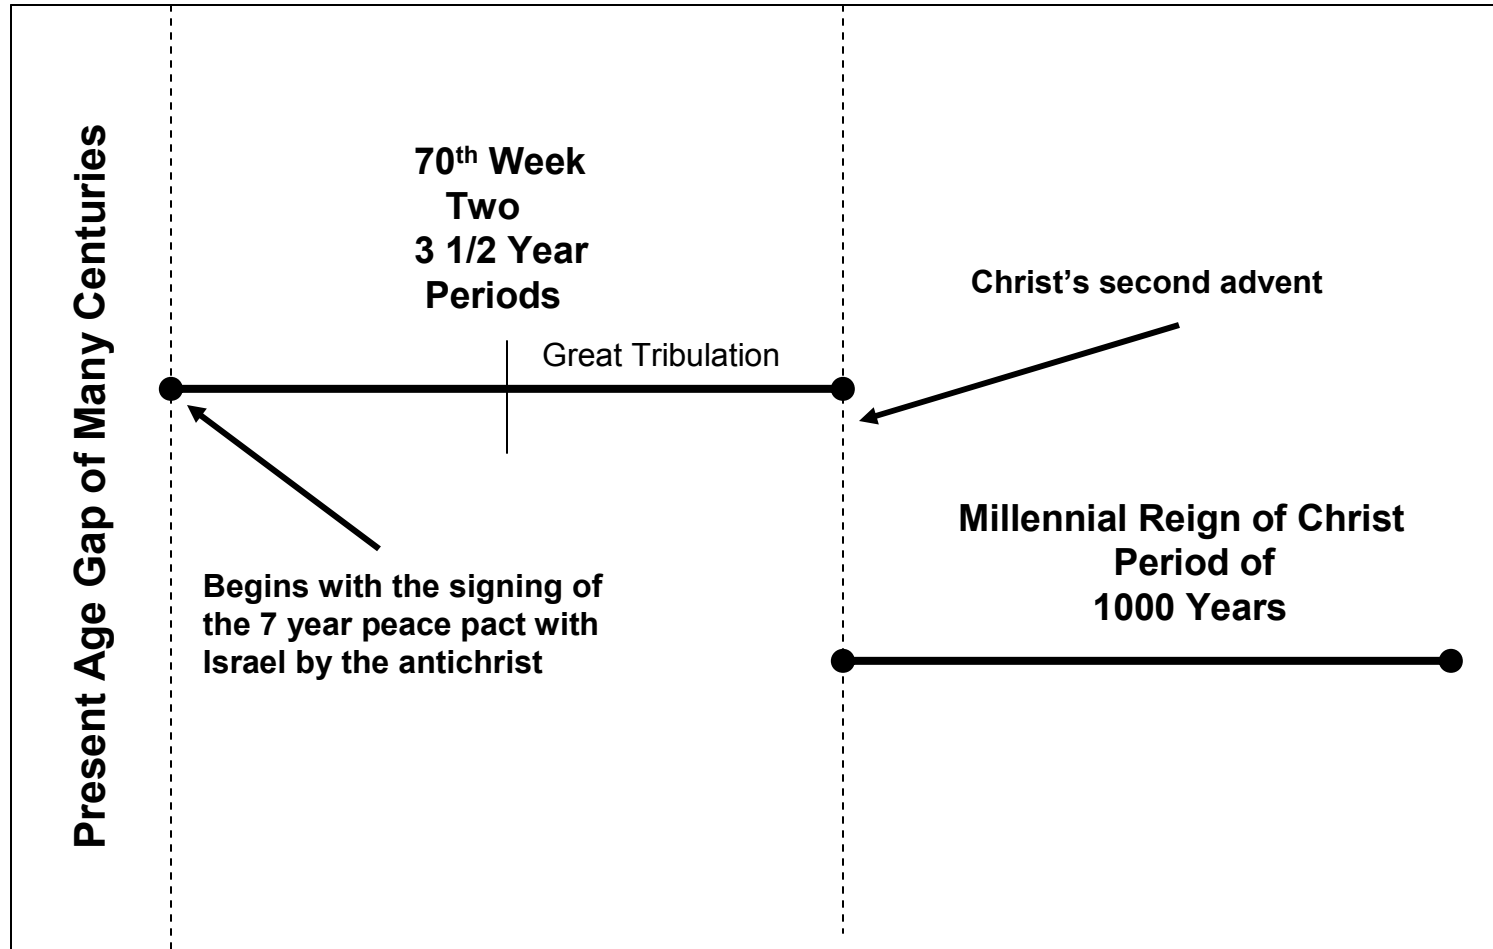 Present Age Gap of Many Centuries
70th Week
Two
3 1/2 Year
Periods
Great Tribulation
Christ’s second advent
Begins with the signing of
the 7 year peace pact with
Israel by the antichrist
Millennial Reign of Christ
Period of
1000 Years